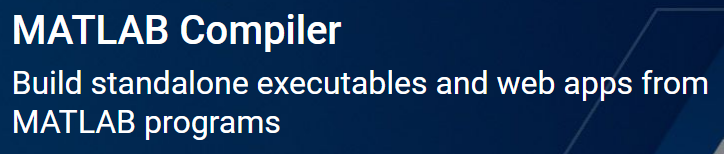 MATLAB Compiler
Build standalone executables and web apps from
MATLAB programs